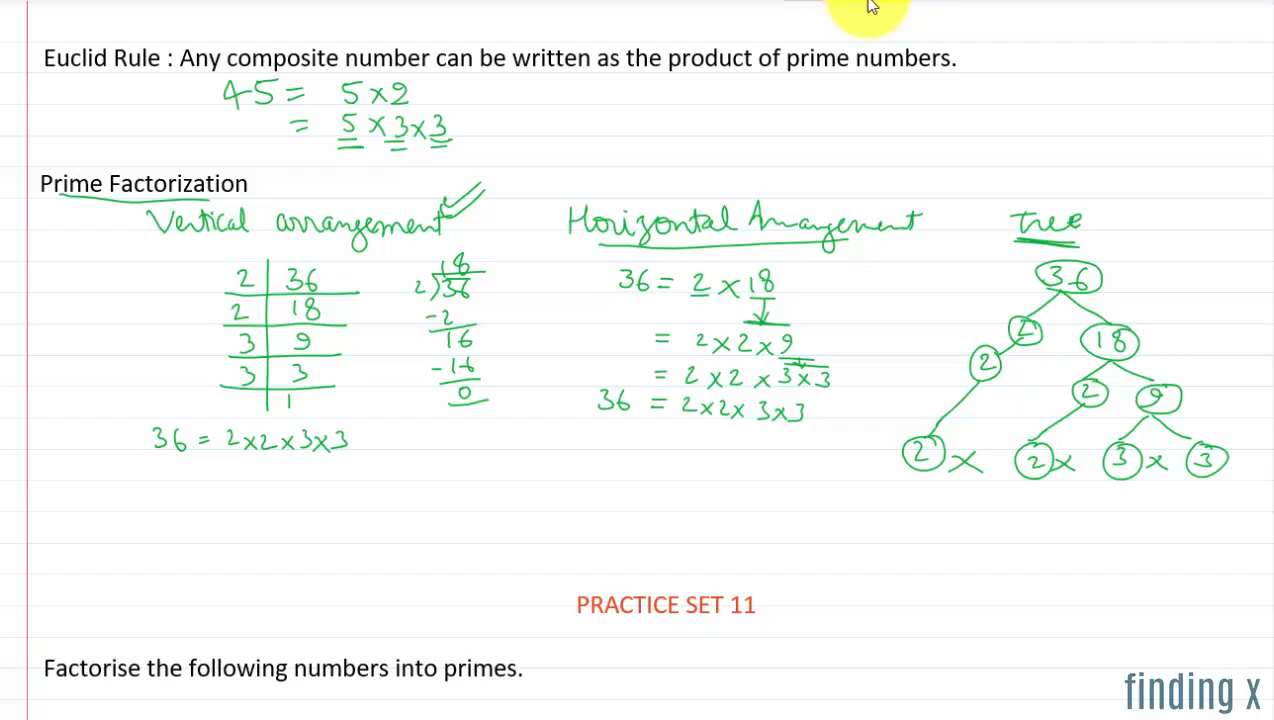 Euclid Rule : Any composite number can be written as the product of prime numbers.
45 = 5 × 2
= 5 × 3 × 3
Prime Factorization
Vertical arrangement
Horizontal Arrangement
tree
2 | 36
2 | 18
3 | 9
3 | 3
1
36 = 2 × 2 × 3 × 3
18
2 ) 36
-2
16
-16
0
36 = 2 × 18
= 2 × 2 × 9
= 2 × 2 × 3 × 3
36 = 2 × 2 × 3 × 3
36
2 18
2 2 9
2 × 2 × 3 × 3
PRACTICE SET 11
Factorise the following numbers into primes.
finding x